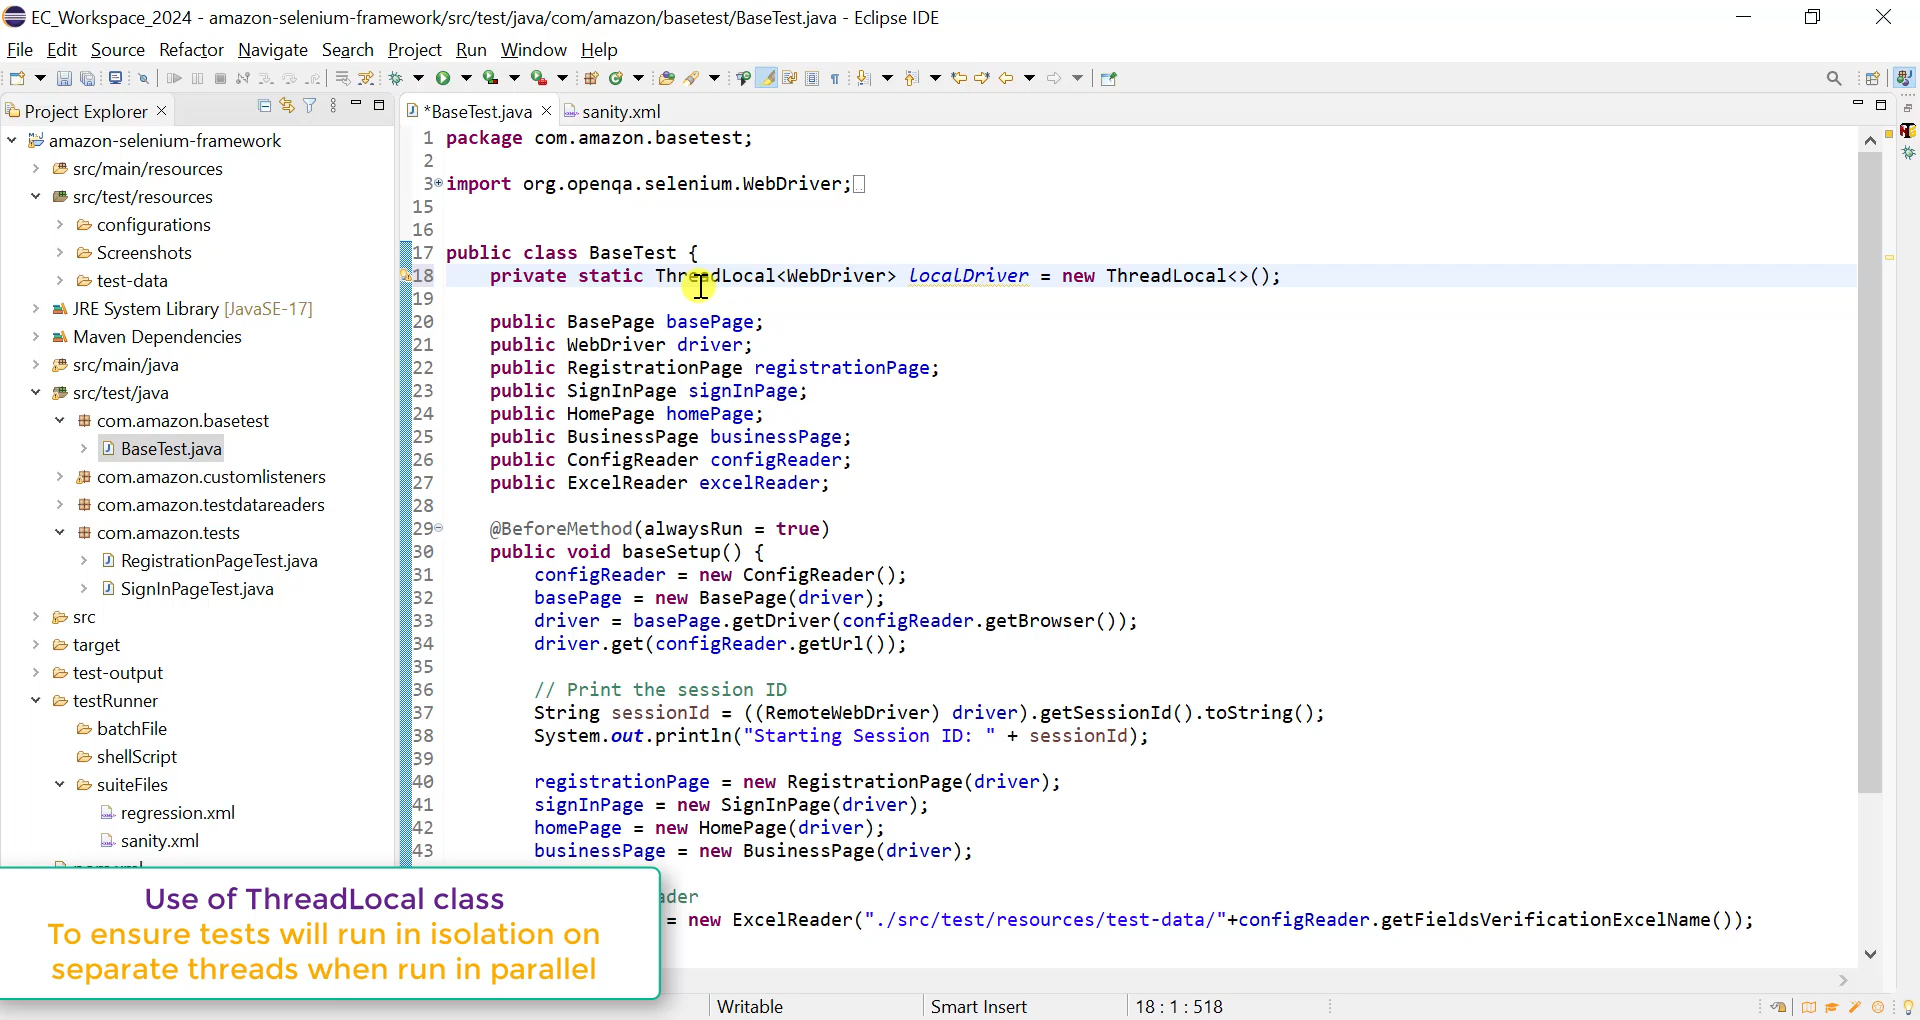 EC_Workspace_2024 - amazon-selenium-framework/src/test/java/com/amazon/basetest/BaseTest.java - Eclipse IDE
File Edit Source Refactor Navigate Search Project Run Window Help
Project Explorer
*BaseTest.java
sanity.xml
amazon-selenium-framework
src/main/resources
src/test/resources
configurations
Screenshots
test-data
JRE System Library [JavaSE-17]
Maven Dependencies
src/main/java
src/test/java
com.amazon.basetest
BaseTest.java
com.amazon.customlisteners
com.amazon.testdatareaders
com.amazon.tests
RegistrationPageTest.java
SignInPageTest.java
src
target
test-output
testRunner
batchFile
shellScript
suiteFiles
regression.xml
sanity.xml
1 package com.amazon.basetest;
2
3 import org.openqa.selenium.WebDriver;
15
16
17 public class BaseTest {
18 private static ThreadLocal<WebDriver> localDriver = new ThreadLocal<>();
19
20 public BasePage basePage;
21 public WebDriver driver;
22 public RegistrationPage registrationPage;
23 public SignInPage signInPage;
24 public HomePage homePage;
25 public BusinessPage businessPage;
26 public ConfigReader configReader;
27 public ExcelReader excelReader;
28
29 @BeforeMethod(alwaysRun = true)
30 public void baseSetup() {
31 configReader = new ConfigReader();
32 basePage = new BasePage(driver);
33 driver = basePage.getDriver(configReader.getBrowser());
34 driver.get(configReader.getUrl());
35
36 // Print the session ID
37 String sessionId = ((RemoteWebDriver) driver).getSessionId().toString();
38 System.out.println("Starting Session ID: " + sessionId);
39
40 registrationPage = new RegistrationPage(driver);
41 signInPage = new SignInPage(driver);
42 homePage = new HomePage(driver);
43 businessPage = new BusinessPage(driver);
ader
= new ExcelReader("./src/test/resources/test-data/"+configReader.getFieldsVerificationExcelName());
Use of ThreadLocal class
To ensure tests will run in isolation on
separate threads when run in parallel
Writable
Smart Insert
18 : 1 : 518